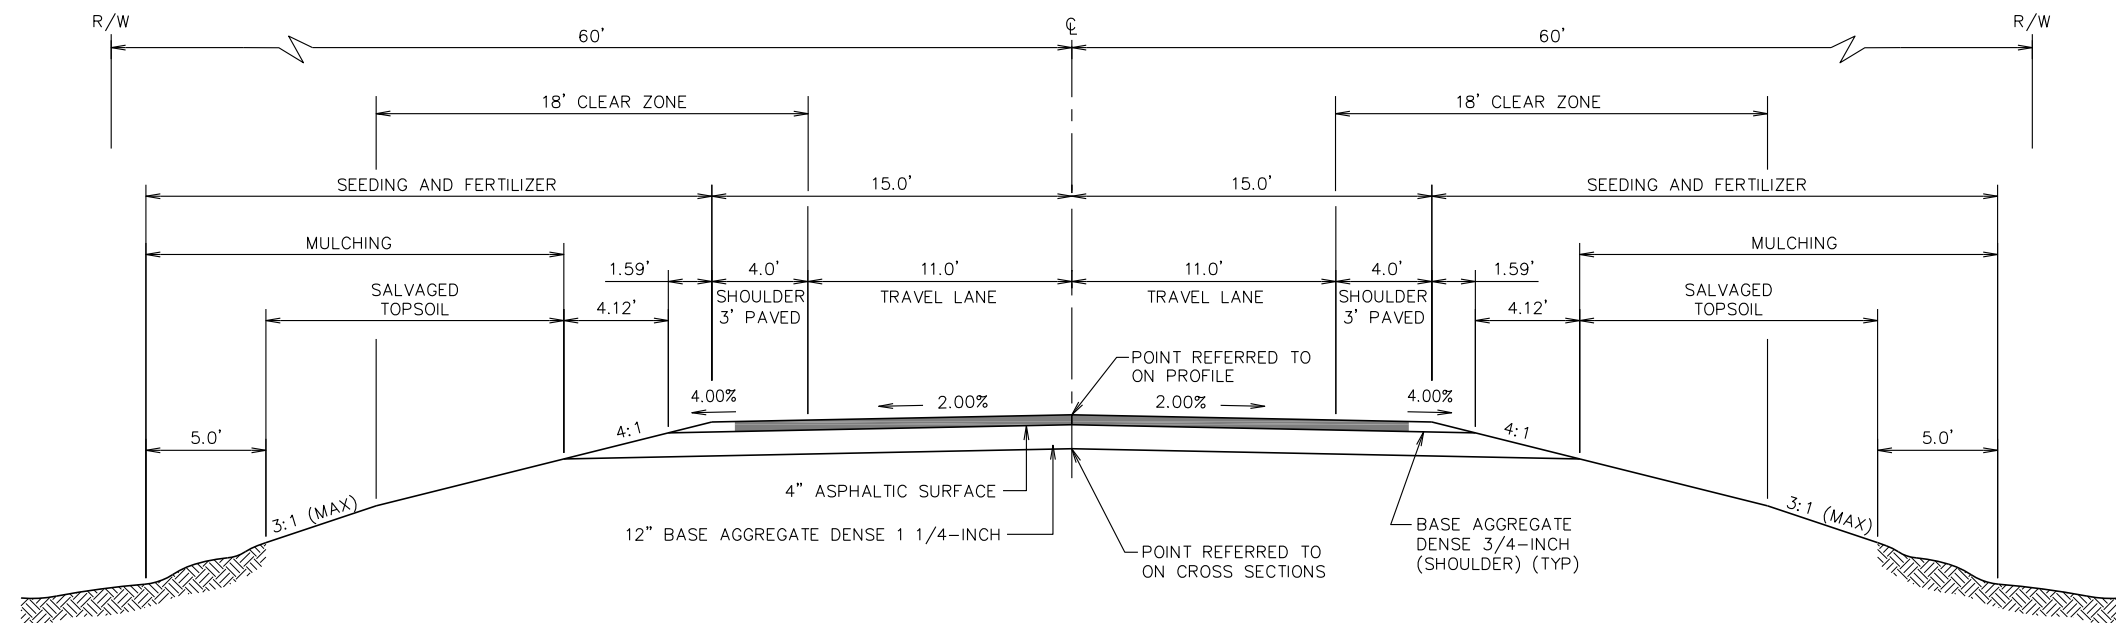 R/W
℄
R/W
60'
60'
18' CLEAR ZONE
18' CLEAR ZONE
SEEDING AND FERTILIZER
15.0'
15.0'
SEEDING AND FERTILIZER
MULCHING
MULCHING
1.59'
4.0'
11.0'
11.0'
4.0'
1.59'
SALVAGED
TOPSOIL
SHOULDER
3' PAVED
TRAVEL LANE
TRAVEL LANE
SHOULDER
3' PAVED
SALVAGED
TOPSOIL
4.12'
4.12'
POINT REFERRED TO
ON PROFILE
4.00%
2.00%
2.00%
4.00%
5.0'
4:1
4:1
5.0'
4" ASPHALTIC SURFACE
3:1 (MAX)
3:1 (MAX)
12" BASE AGGREGATE DENSE 1 1/4-INCH
BASE AGGREGATE
DENSE 3/4-INCH
(SHOULDER) (TYP)
POINT REFERRED TO
ON CROSS SECTIONS